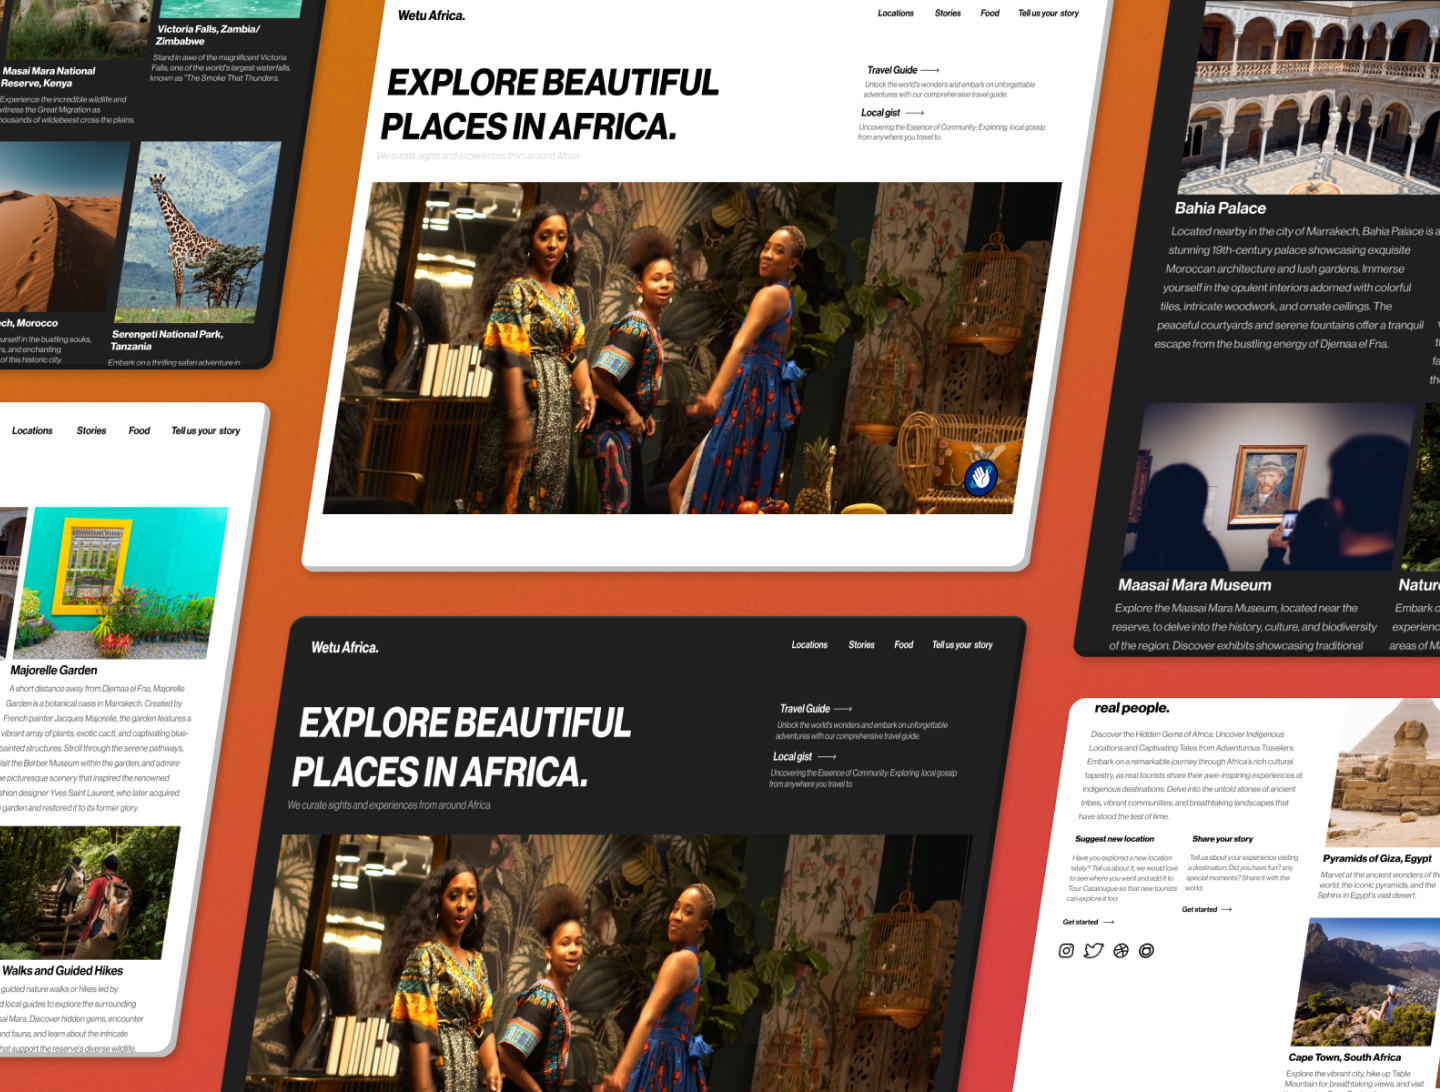 Victoria Falls, Zambia/
Zimbabwe
Stand in awe of the magnificent Victoria
Falls, one of the world's largest waterfalls,
known as "The Smoke That Thunders.
Masai Mara National
Reserve, Kenya
Experience the incredible wildlife and
witness the Great Migration as
thousands of wildebeest cross the plains.
ech, Morocco
urself in the bustling souks,
rs, and enchanting
of this historic city.
Serengeti National Park,
Tanzania
Embark on a thrilling safari adventure in
Wetu Africa.
Locations Stories Food Tell us your story
EXPLORE BEAUTIFUL
PLACES IN AFRICA.
We curate sights and experiences from around Africa
Travel Guide
Unlock the world's wonders and embark on unforgettable
adventures with our comprehensive travel guide.
Local gist
Uncovering the Essence of Community: Exploring local gossip
from anywhere you travel to.
Bahia Palace
Located nearby in the city of Marrakech, Bahia Palace is a
stunning 19th-century palace showcasing exquisite
Moroccan architecture and lush gardens. Immerse
yourself in the opulent interiors adorned with colorful
tiles, intricate woodwork, and ornate ceilings. The
peaceful courtyards and serene fountains offer a tranquil
escape from the bustling energy of Djemaa el Fna.
Maasai Mara Museum
Explore the Maasai Mara Museum, located near the
reserve, to delve into the history, culture, and biodiversity
of the region. Discover exhibits showcasing traditional
Nature
Embark o
experienc
areas of Ma
Locations Stories Food Tell us your story
Majorelle Garden
A short distance away from Djemaa el Fna, Majorelle
Garden is a botanical oasis in Marrakech. Created by
French painter Jacques Majorelle, the garden features a
vibrant array of plants, exotic cacti, and captivating blue-
painted structures. Stroll through the serene pathways,
visit the Berber Museum within the garden, and admire
he picturesque scenery that inspired the renowned
shion designer Yves Saint Laurent, who later acquired
garden and restored it to its former glory.
Walks and Guided Hikes
guided nature walks or hikes led by
d local guides to explore the surrounding
sai Mara. Discover hidden gems, encounter
nd fauna, and learn about the intricate
hat support the reserve's diverse wildlife.
Wetu Africa.
Locations Stories Food Tell us your story
EXPLORE BEAUTIFUL
PLACES IN AFRICA.
We curate sights and experiences from around Africa
Travel Guide
Unlock the world's wonders and embark on unforgettable
adventures with our comprehensive travel guide.
Local gist
Uncovering the Essence of Community: Exploring local gossip
from anywhere you travel to.
real people.
Discover the Hidden Gems of Africa: Uncover Indigenous
Locations and Captivating Tales from Adventurous Travelers.
Embark on a remarkable journey through Africa's rich cultural
tapestry, as real tourists share their awe-inspiring experiences at
indigenous destinations. Delve into the untold stories of ancient
tribes, vibrant communities, and breathtaking landscapes that
have stood the test of time.
Suggest new location
Have you explored a new location
lately? Tell us about it; we would love
to see where you went and add it to
Tour Catalougue so that new tourists
can explore it too.
Get started
Share your story
Tell us about your experience visiting
a destination. Did you have fun? any
special moments? Share it with the
world.
Get started
Pyramids of Giza, Egypt
Marvel at the ancient wonders of the
world, the iconic pyramids, and the
Sphinx in Egypt's vast desert.
Cape Town, South Africa
Explore the vibrant city, hike up Table
Mountain for breathtaking views, and visit